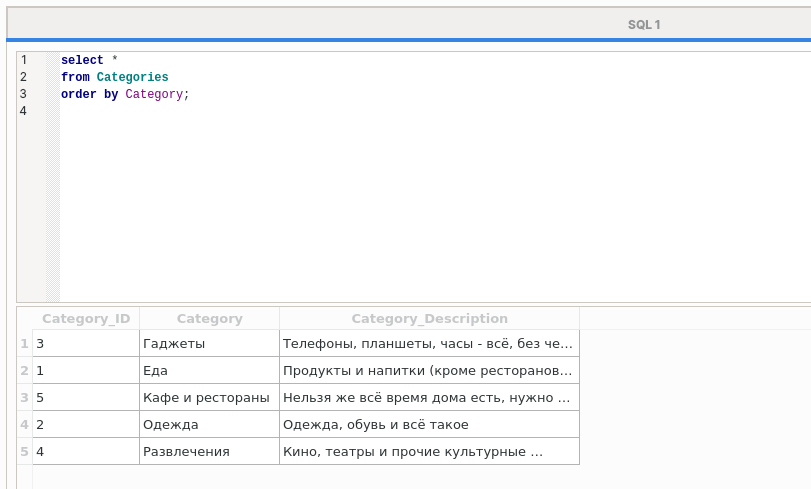 SQL 1
1 select *
2 from Categories
3 order by Category;
4
Category_ID Category Category_Description
1 3 Гаджеты Телефоны, планшеты, часы - всё, без че...
2 1 Еда Продукты и напитки (кроме ресторанов...
3 5 Кафе и рестораны Нельзя же всё время дома есть, нужно ...
4 2 Одежда Одежда, обувь и всё такое
5 4 Развлечения Кино, театры и прочие культурные ...